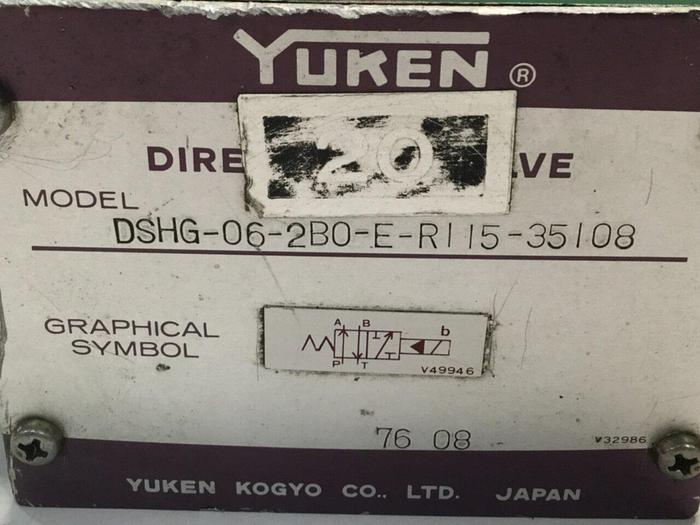 YUKEN ®
20
DIRE VE
MODEL
DSHG-06-2B0-E-R115-35108
GRAPHICAL
SYMBOL
A B b
P T
V49946
76 08
V32986
YUKEN KOGYO CO., LTD. JAPAN